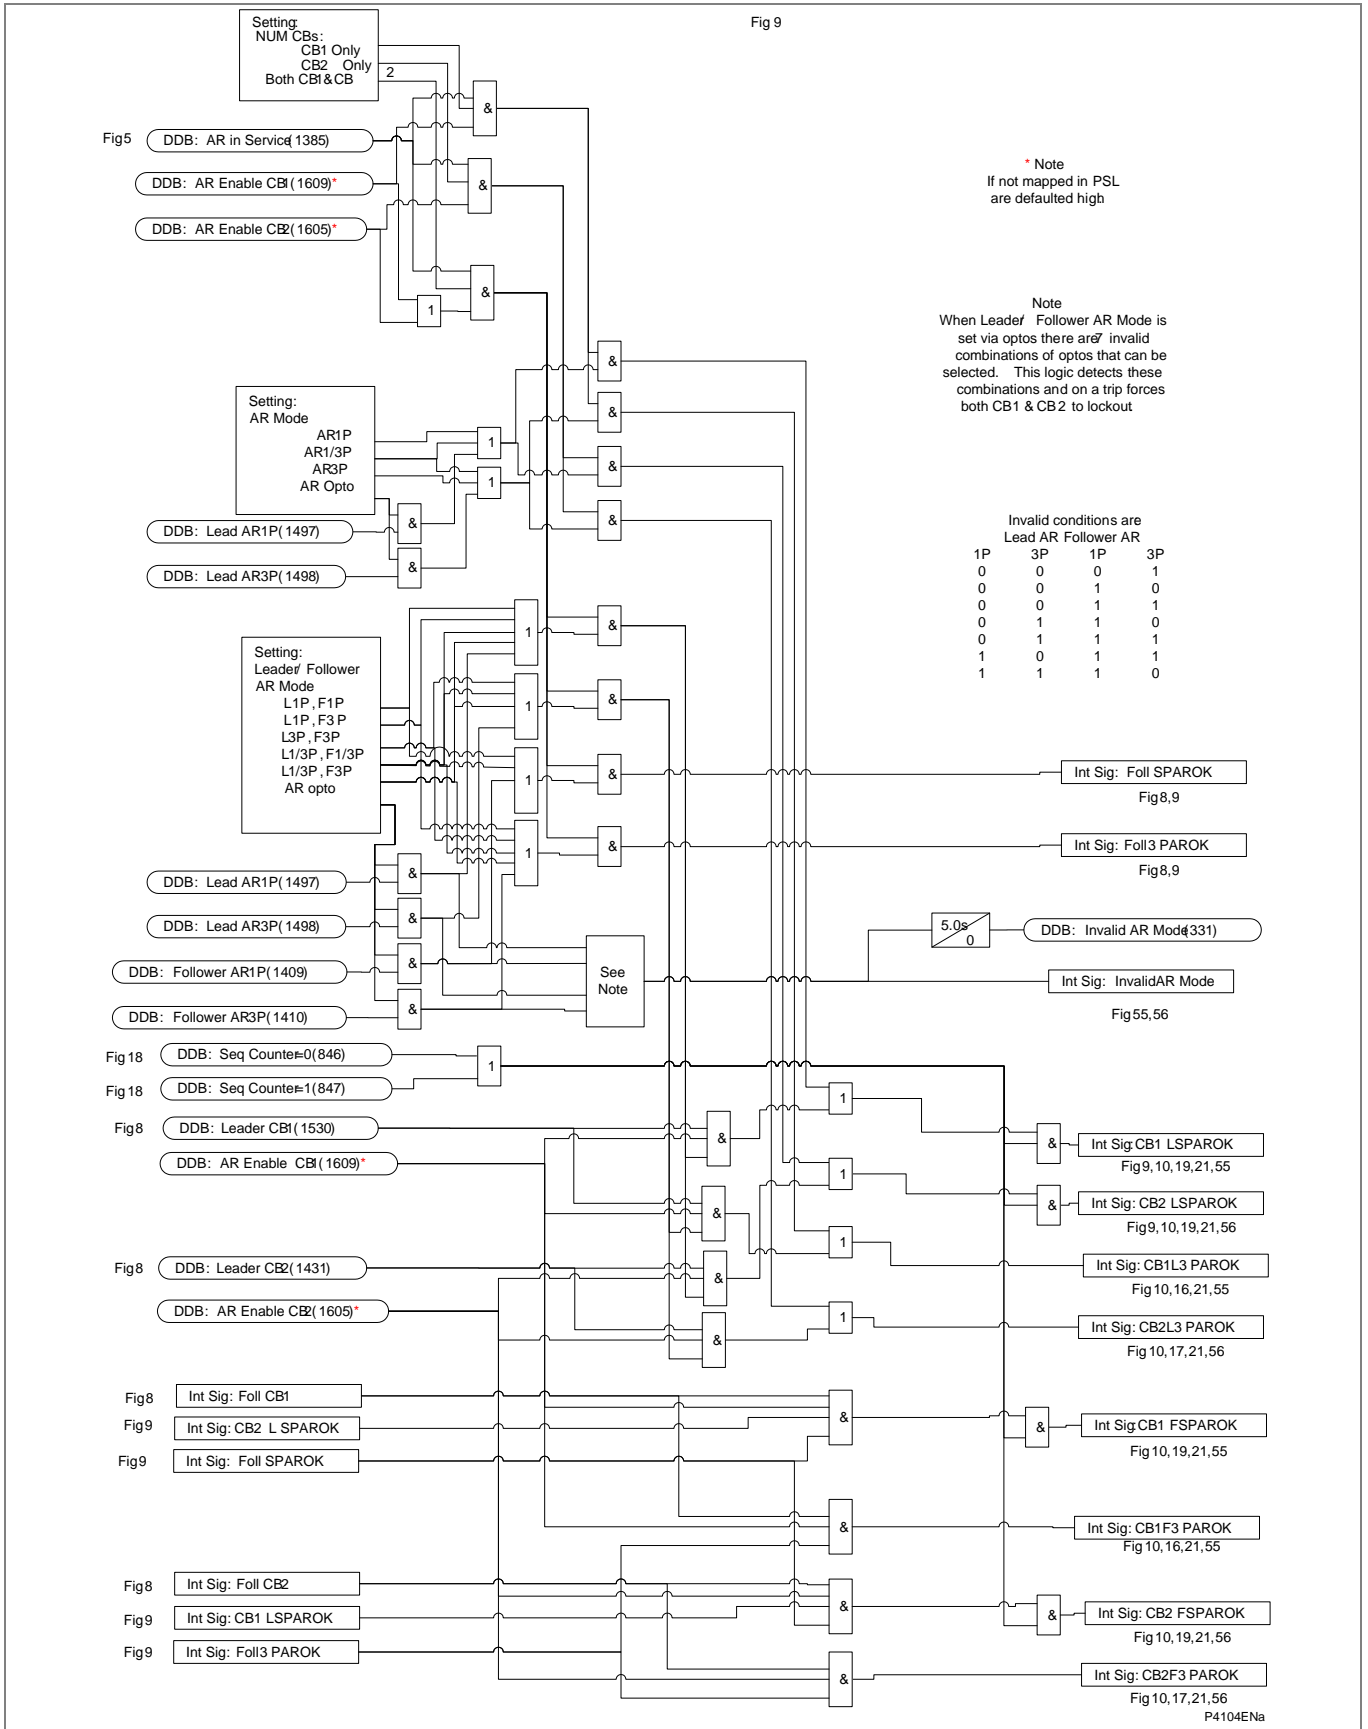 Fig 9
Setting:
NUM CBs:
CB1 Only
CB2 Only
Both CB1&CB 2
&
Fig5
DDB: AR in Service(1385)
DDB: AR Enable CB1(1609)*
&
DDB: AR Enable CB2(1605)*
&
1
* Note
If not mapped in PSL
are defaulted high
Note
When Leader/ Follower AR Mode is
set via optos there are7 invalid
combinations of optos that can be
selected. This logic detects these
combinations and on a trip forces
both CB1 & CB2 to lockout
&
&
&
&
Setting:
AR Mode
AR1P
AR1/3P
AR3P
AR Opto
1
1
&
DDB: Lead AR1P(1497)
&
DDB: Lead AR3P(1498)
Invalid conditions are
Lead AR Follower AR
1P 3P 1P 3P
0 0 0 1
0 0 1 0
0 0 1 1
0 1 1 0
0 1 1 1
1 0 1 1
1 1 1 0
Setting:
Leader/ Follower
AR Mode
L1P, F1P
L1P, F3P
L3P, F3P
L1/3P, F1/3P
L1/3P, F3P
AR opto
1
&
1
&
1
&
Int Sig: Foll SPAROK
Fig8,9
1
&
Int Sig: Foll3 PAROK
Fig8,9
DDB: Lead AR1P(1497)
&
DDB: Lead AR3P(1498)
&
DDB: Follower AR1P(1409)
&
DDB: Follower AR3P(1410)
&
See
Note
5.0s
0
DDB: Invalid AR Mode(331)
Int Sig: InvalidAR Mode
Fig55,56
Fig18
DDB: Seq Counter=0(846)
1
Fig18
DDB: Seq Counter=1(847)
Fig8
DDB: Leader CB1(1530)
DDB: AR Enable CB1(1609)*
&
1
&
Int Sig:CB1 LSPAROK
Fig9,10,19,21,55
&
1
&
Int Sig: CB2 LSPAROK
Fig9,10,19,21,56
Fig8
DDB: Leader CB2(1431)
&
1
Int Sig: CB1L3 PAROK
Fig10,16,21,55
DDB: AR Enable CB2(1605)*
&
1
Int Sig: CB2L3 PAROK
Fig10,17,21,56
Fig8
Int Sig: Foll CB1
Fig9
Int Sig: CB2 L SPAROK
Fig9
Int Sig: Foll SPAROK
&
&
Int Sig:CB1 FSPAROK
Fig10,19,21,55
&
Int Sig: CB1F3 PAROK
Fig10,16,21,55
Fig8
Int Sig: Foll CB2
Fig9
Int Sig: CB1 LSPAROK
Fig9
Int Sig: Foll3 PAROK
&
&
Int Sig: CB2 FSPAROK
Fig10,19,21,56
&
Int Sig: CB2F3 PAROK
Fig10,17,21,56
P4104ENa